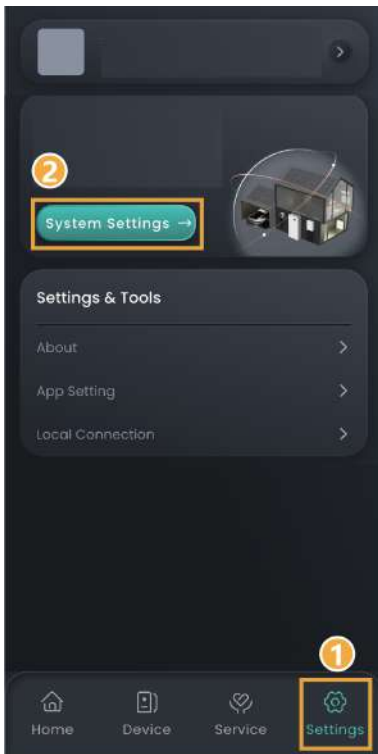 2
System Settings →
Settings & Tools
About
App Setting
Local Connection
1
Home
Device
Service
Settings